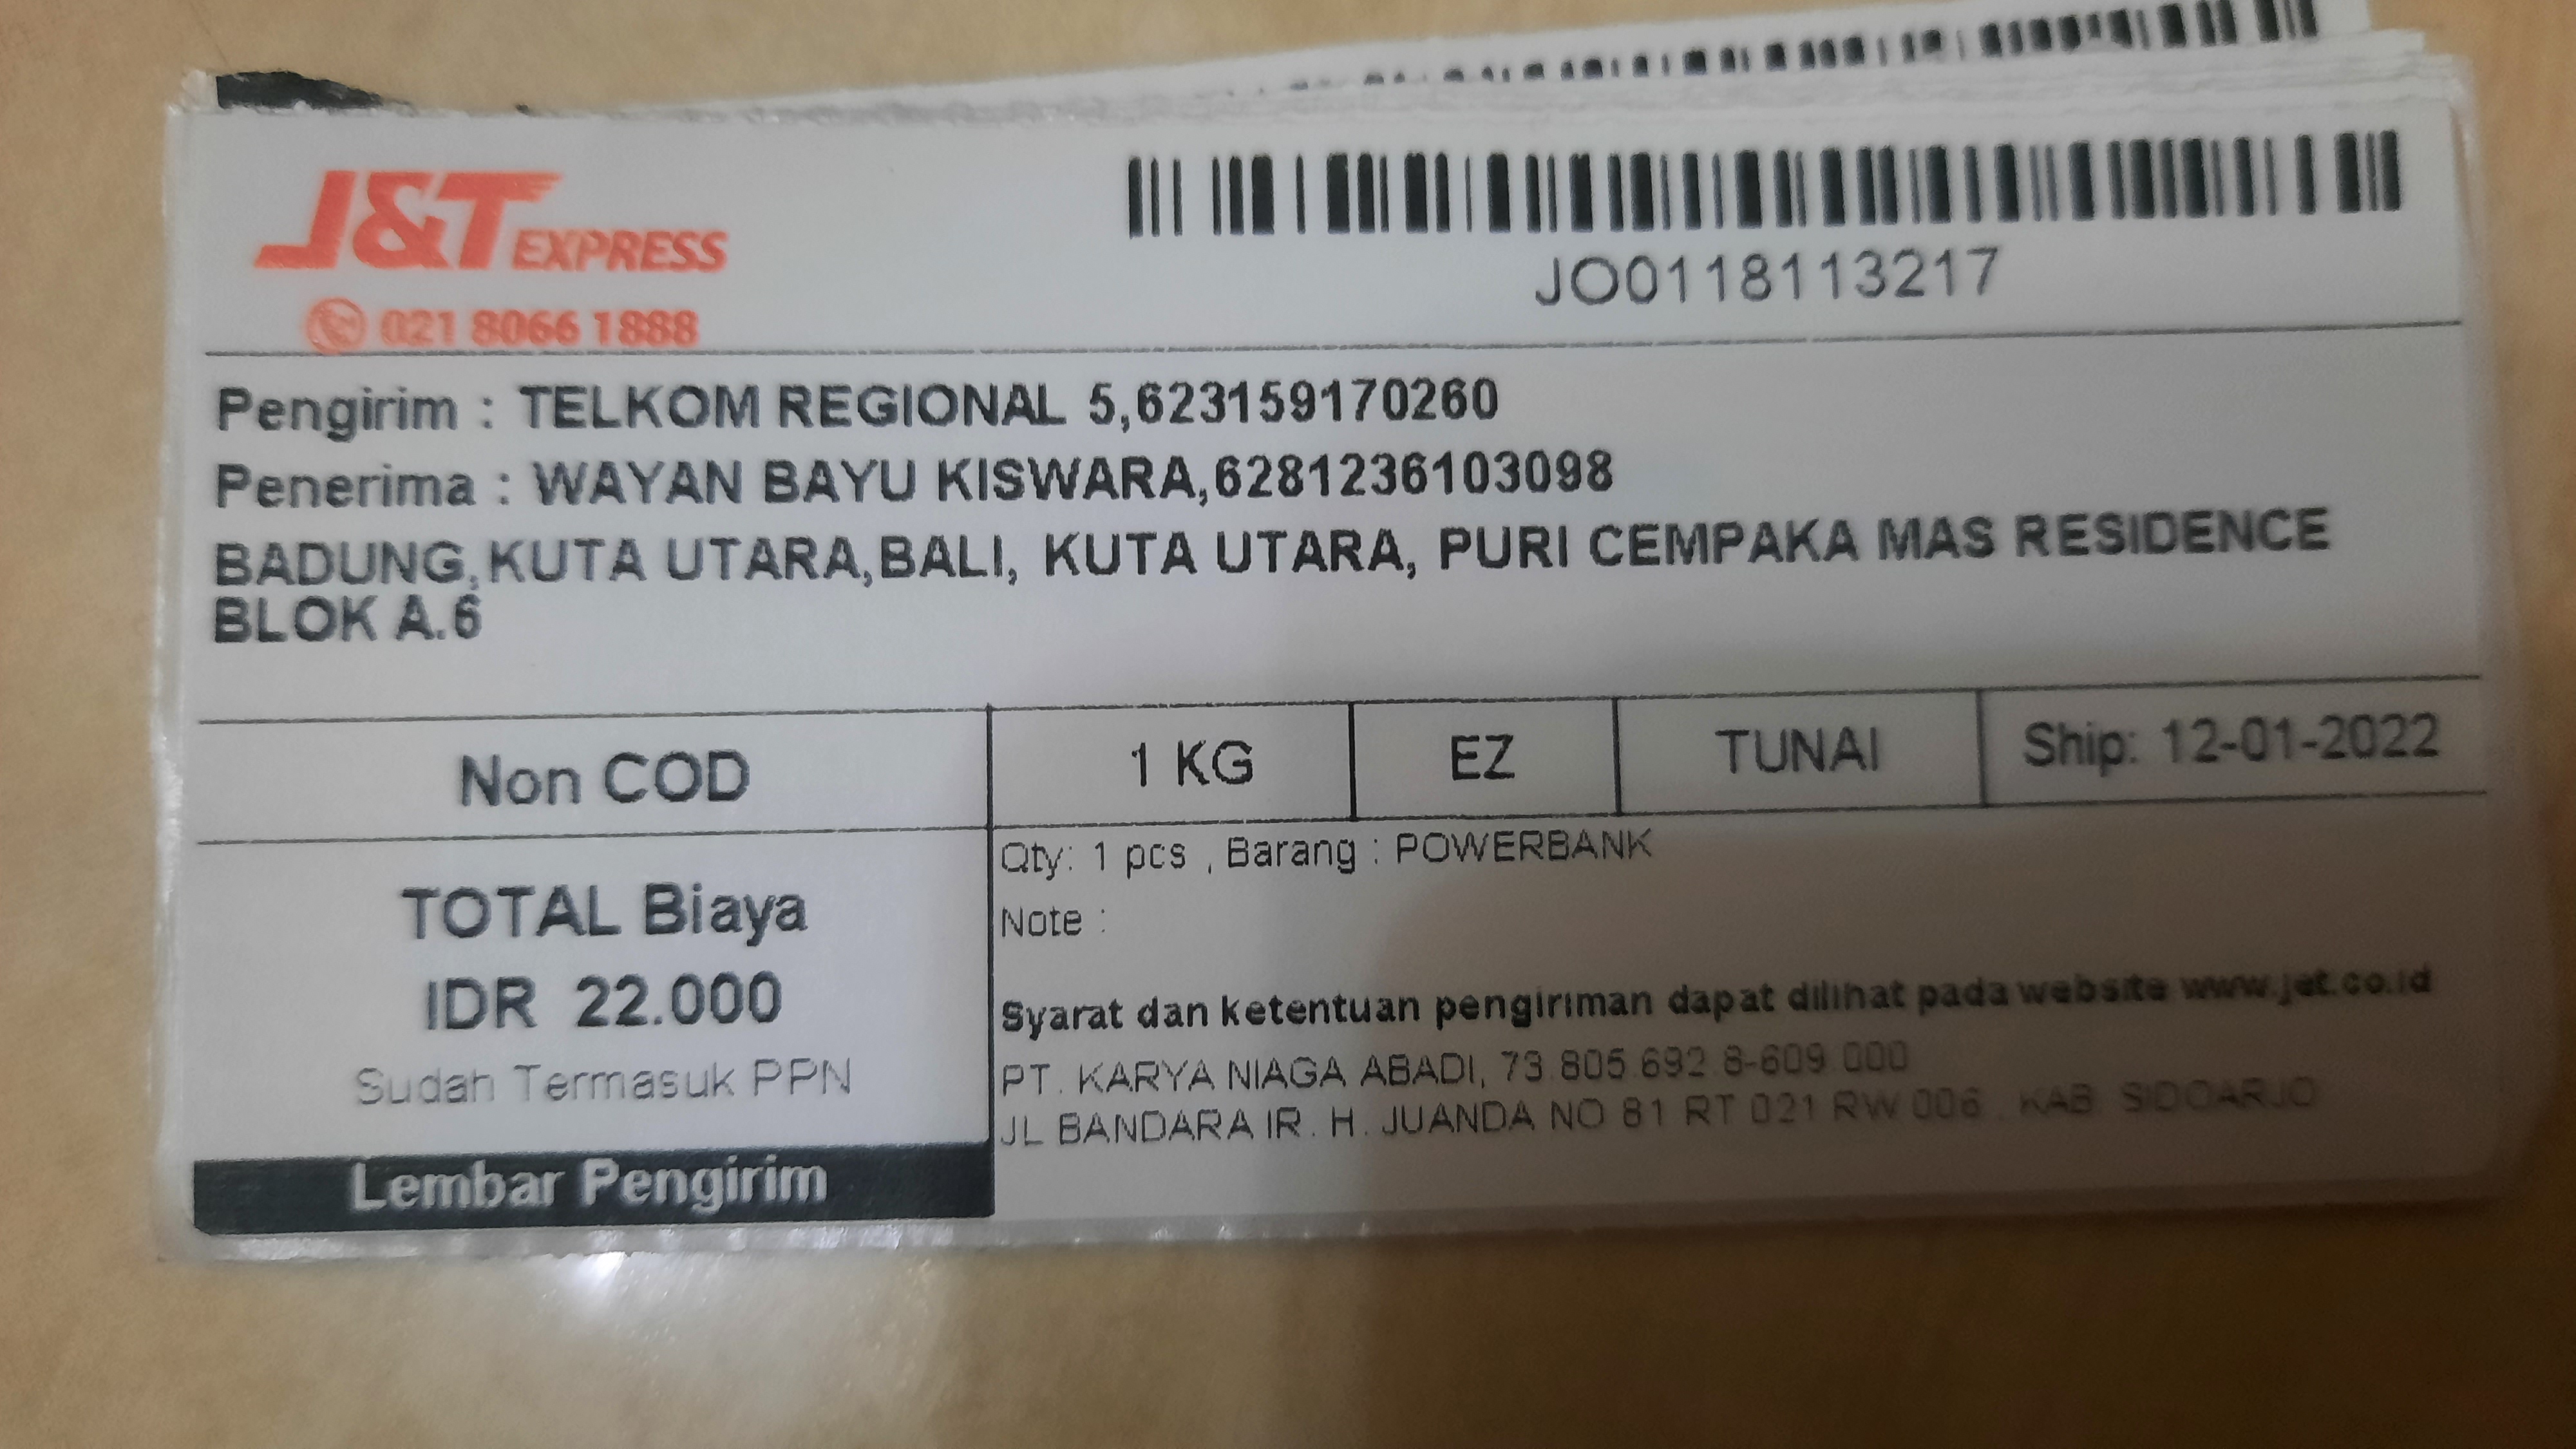 J&T EXPRESS
021 8066 1888
JO0118113217
Pengirim : TELKOM REGIONAL 5,623159170260
Penerima : WAYAN BAYU KISWARA,6281236103098
BADUNG, KUTA UTARA,BALI, KUTA UTARA, PURI CEMPAKA MAS RESIDENCE
BLOK A.6
Non COD 1 KG EZ TUNAI Ship: 12-01-2022
TOTAL Biaya
IDR 22.000
Sudah Termasuk PPN
Lembar Pengirim
Qty: 1 pcs , Barang : POWERBANK
Note :
Syarat dan ketentuan pengiriman dapat dilihat pada website www.jet.co.id
PT. KARYA NIAGA ABADI, 73.805.692.8-609.000
JL BANDARA IR. H. JUANDA NO 81 RT 021 RW 006 . KAB SIDOARJO